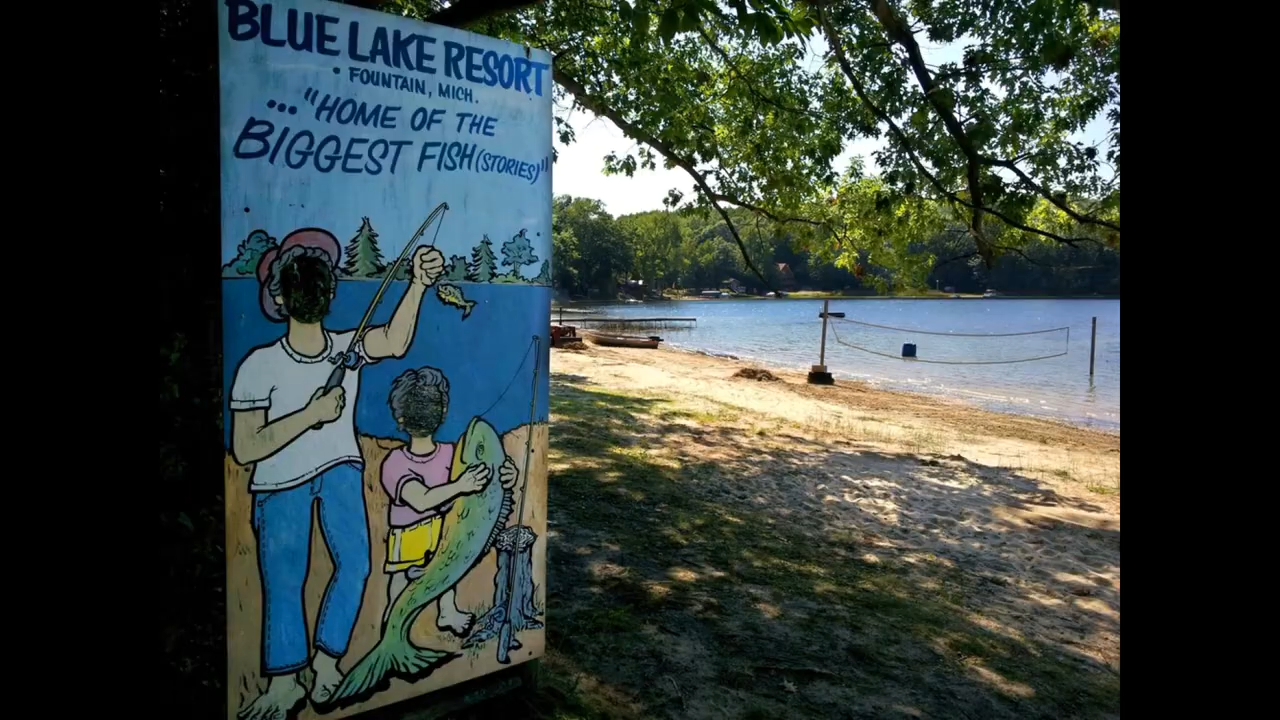 BLUE LAKE RESORT
FOUNTAIN, MICH.
..."HOME OF THE
BIGGEST FISH (STORIES)"